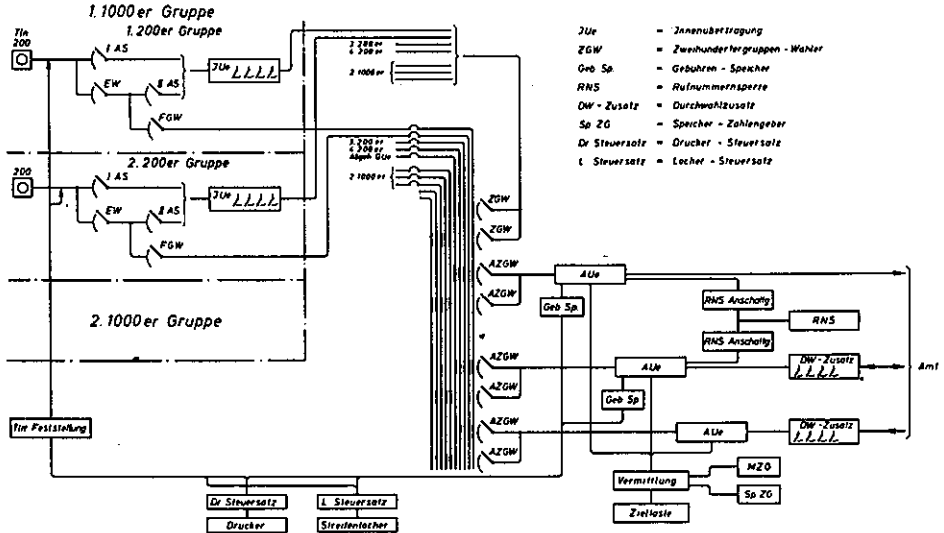 1. 1000er Gruppe
1. 200er Gruppe
Tln
200
I AS
EW
II AS
JUe
FGW
2. 200er Gruppe
200
I AS
EW
II AS
JUe
FGW
2. 1000er Gruppe
Tln Feststellung
3. 200er
4. 200er
2. 1000er
3. 200er
4. 200er
Abgeh GUe
2. 1000er
ZGW
ZGW
AZGW
AZGW
AZGW
AZGW
AZGW
AZGW
JUe = Jnnenübertragung
ZGW = Zweihundertergruppen - Wähler
Geb Sp. = Gebühren - Speicher
RNS = Rufnummernsperre
DW - Zusatz = Durchwahlzusatz
Sp ZG = Speicher - Zahlengeber
Dr Steuersatz = Drucker - Steuersatz
L Steuersatz = Locher - Steuersatz
AUe
Geb Sp.
RNS Anschaltg
RNS
RNS Anschaltg
AUe
Geb Sp
DW - Zusatz
Amt
AUe
DW - Zusatz
Vermittlung
MZG
Sp ZG
Zieltaste
Dr Steuersatz
Drucker
L Steuersatz
Streifenlocher